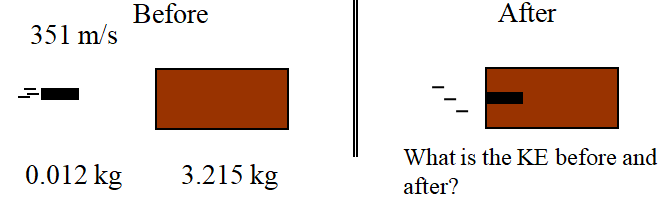 Before
351 m/s
0.012 kg
3.215 kg
After
What is the KE before and
after?